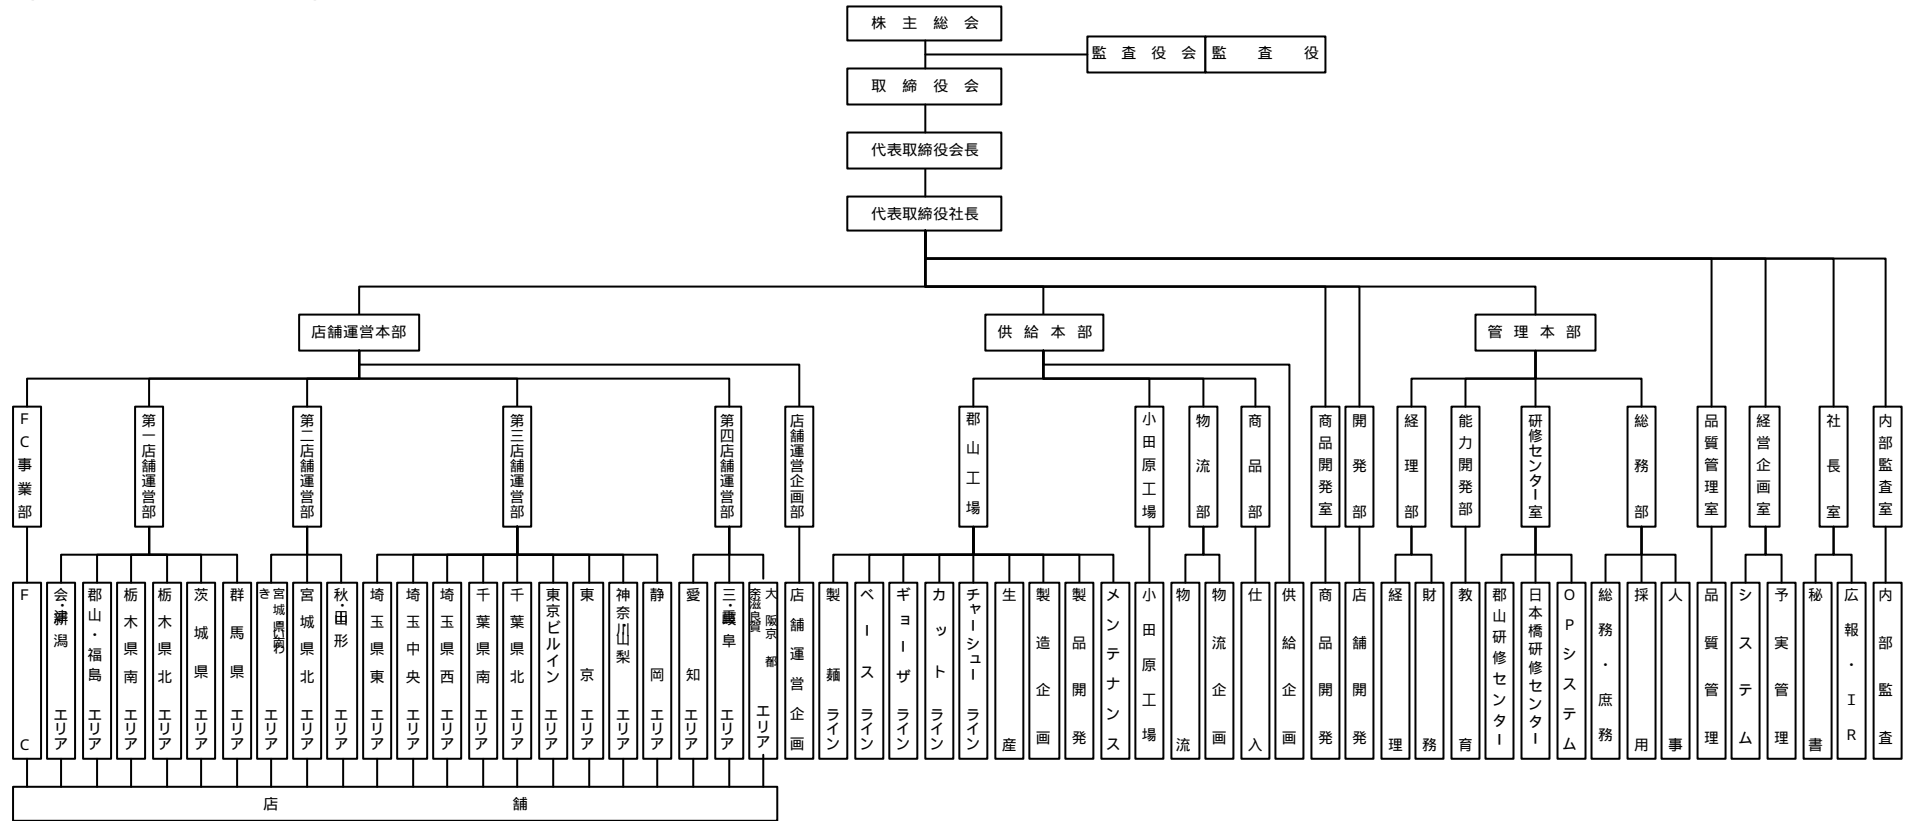 株主総会
監査役会 監査役
取締役会
代表取締役会長
代表取締役社長
店舗運営本部
供給本部
管理本部
FC事業部
第一店舗運営部
第二店舗運営部
第三店舗運営部
第四店舗運営部
店舗運営企画部
郡山工場
小田原工場
物流部
商品部
商品開発室
開発部
経理部
能力開発部
研修センター室
総務部
品質管理室
経営企画室
社長室
内部監査室
FC
会津・新潟エリア
郡山・福島エリア
栃木県南エリア
栃木県北エリア
茨城県エリア
群馬県エリア
宮城県南いわきエリア
宮城県北エリア
秋田・山形エリア
埼玉県東エリア
埼玉中央エリア
埼玉県西エリア
千葉県南エリア
千葉県北エリア
東京ビルインエリア
東京エリア
神奈川・山梨エリア
静岡エリア
愛知エリア
三重・岐阜エリア
大阪京都奈良滋賀エリア
店舗運営企画
製麺ライン
ベースライン
ギョーザライン
カットライン
チャーシューライン
生産
製造企画
製品開発
メンテナンス
小田原工場
物流
物流企画
仕入
供給企画
商品開発
店舗開発
経理
財務
教育
郡山研修センター
日本橋研修センター
OPシステム
総務・庶務
採用
人事
品質管理
システム
予実管理
秘書
広報・IR
内部監査
店舗